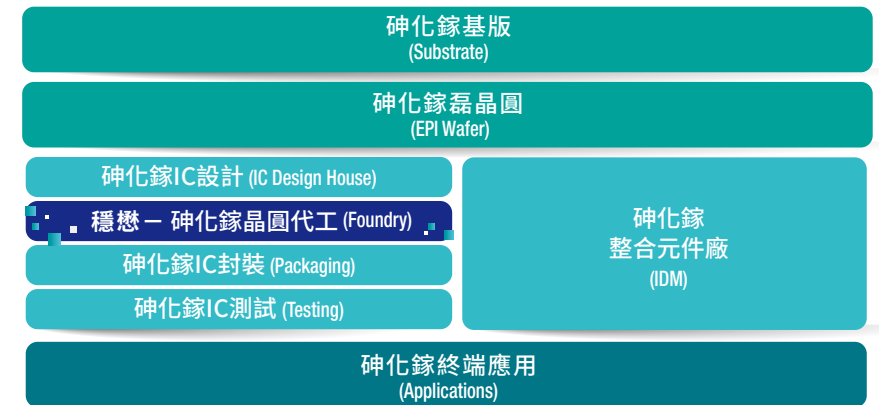 砷化鎵基版
(Substrate)
砷化鎵磊晶圓
(EPI Wafer)
砷化鎵IC設計 (IC Design House)
穩懋－砷化鎵晶圓代工 (Foundry)
砷化鎵IC封裝 (Packaging)
砷化鎵IC測試 (Testing)
砷化鎵
整合元件廠
(IDM)
砷化鎵終端應用
(Applications)